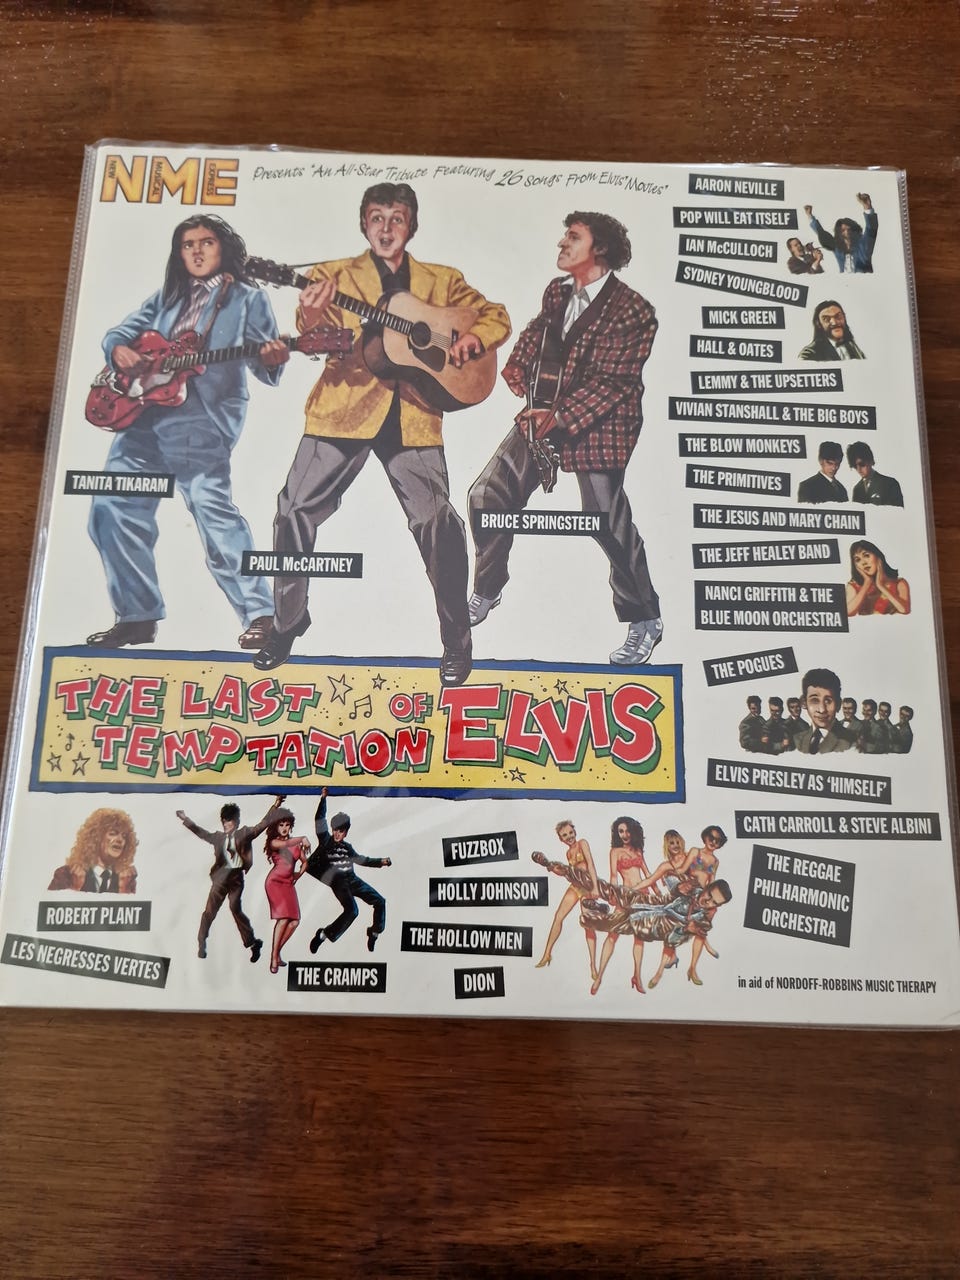 NME
NEW MUSICAL EXPRESS
Presents "An All-Star Tribute Featuring 26 Songs From Elvis' Movies"
AARON NEVILLE
POP WILL EAT ITSELF
IAN McCULLOCH
SYDNEY YOUNGBLOOD
MICK GREEN
HALL & OATES
LEMMY & THE UPSETTERS
VIVIAN STANSHALL & THE BIG BOYS
THE BLOW MONKEYS
THE PRIMITIVES
THE JESUS AND MARY CHAIN
THE JEFF HEALEY BAND
NANCI GRIFFITH & THE
BLUE MOON ORCHESTRA
THE POGUES
ELVIS PRESLEY AS 'HIMSELF'
CATH CARROLL & STEVE ALBINI
THE REGGAE
PHILHARMONIC
ORCHESTRA
TANITA TIKARAM
PAUL McCARTNEY
BRUCE SPRINGSTEEN
THE LAST OF
TEMPTATION ELVIS
ROBERT PLANT
LES NEGRESSES VERTES
THE CRAMPS
FUZZBOX
HOLLY JOHNSON
THE HOLLOW MEN
DION
in aid of NORDOFF-ROBBINS MUSIC THERAPY